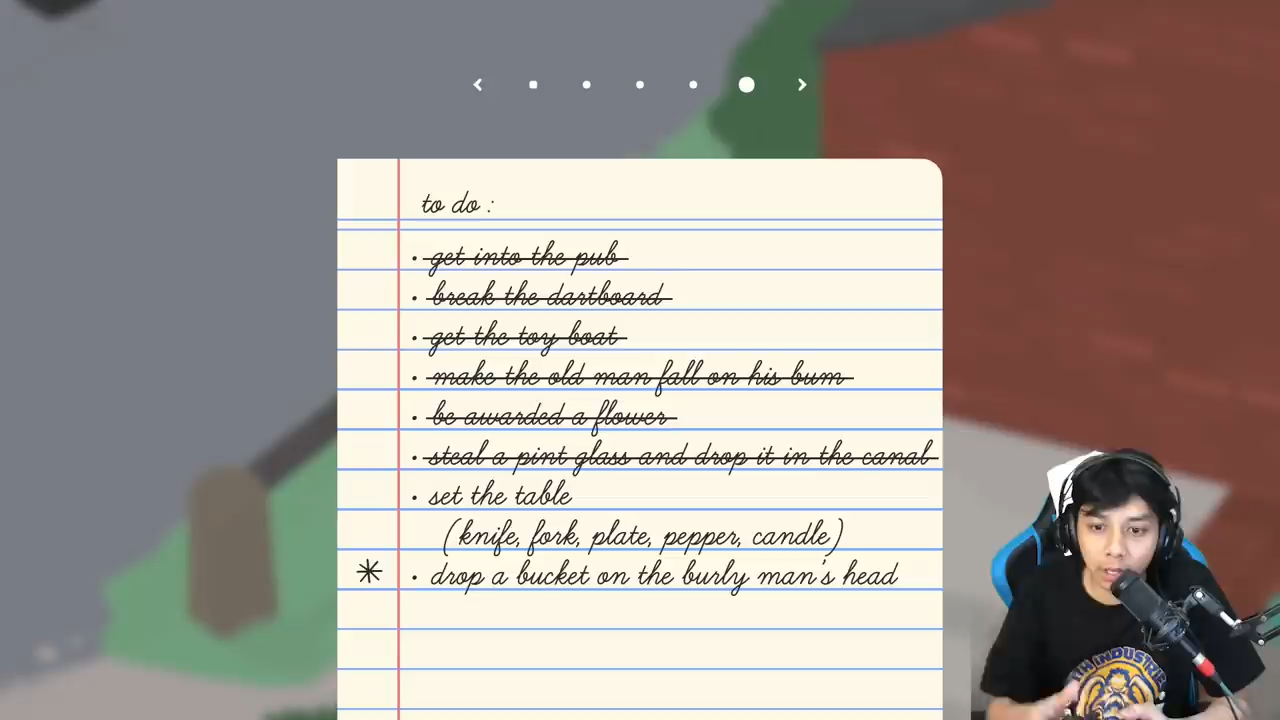 to do :
• get into the pub
• break the dartboard
• get the toy boat
• make the old man fall on his bum
• be awarded a flower
• steal a pint glass and drop it in the canal
• set the table
(knife, fork, plate, pepper, candle)
• drop a bucket on the burly man's head
INDUSTRIE